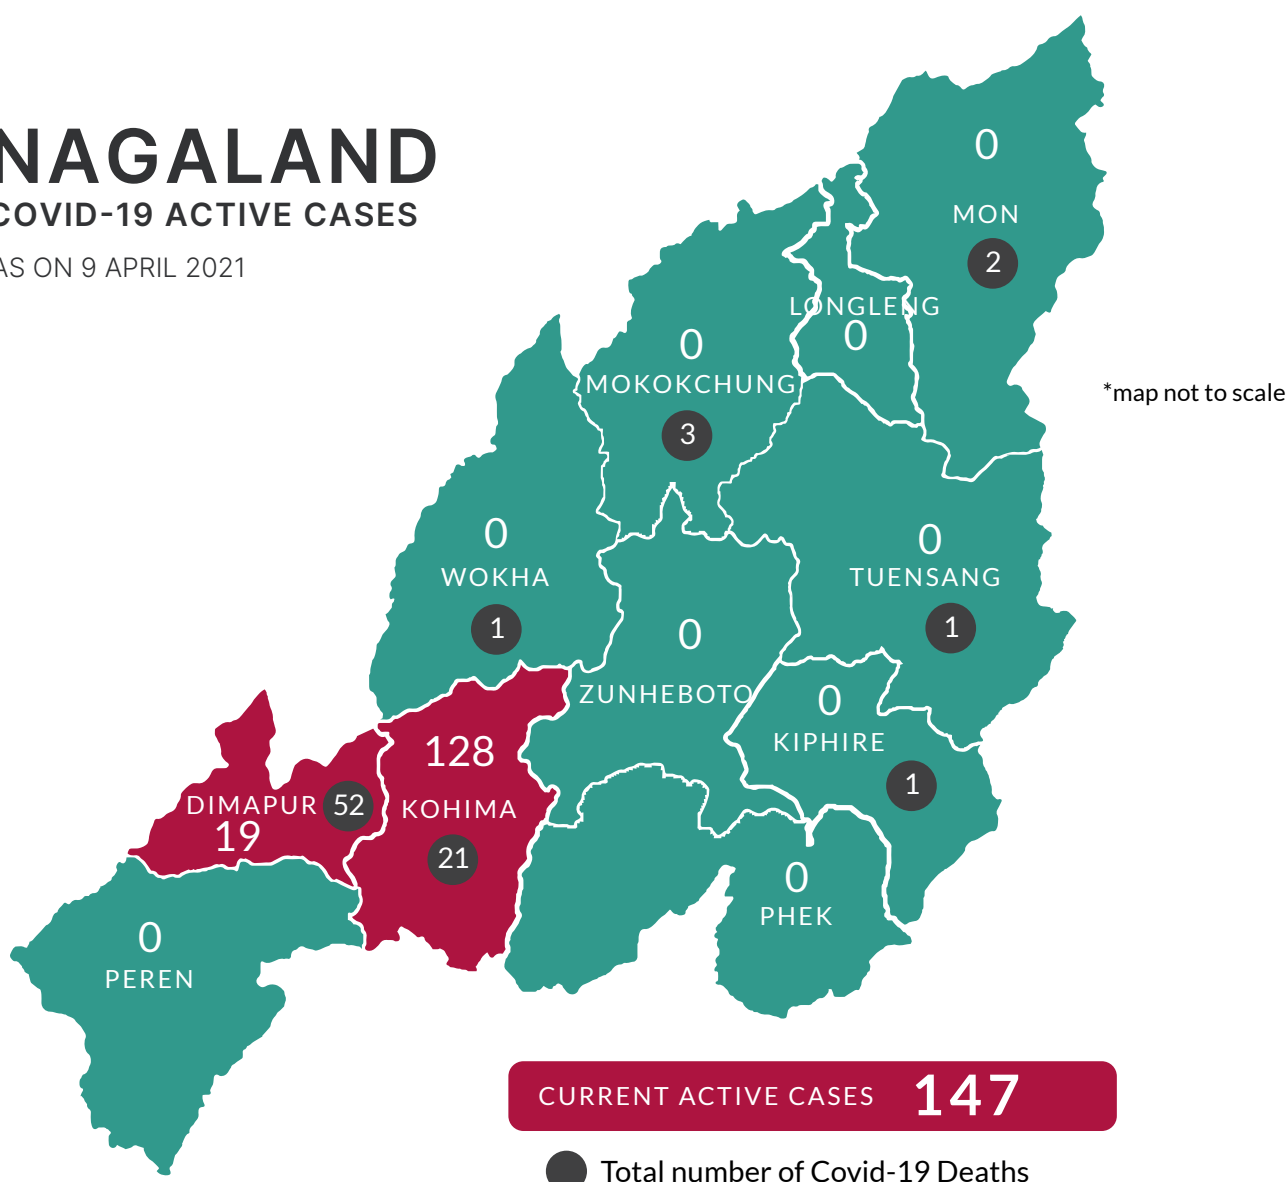 NAGALAND
COVID-19 ACTIVE CASES
AS ON 9 APRIL 2021
0
MON
2
LONGLENG
0
*map not to scale
0
MOKOKCHUNG
3
0
WOKHA
1
0
TUENSANG
1
0
ZUNHEBOTO
0
KIPHIRE
1
128
KOHIMA
21
DIMAPUR 52
19
0
PHEK
0
PEREN
CURRENT ACTIVE CASES 147
Total number of Covid-19 Deaths